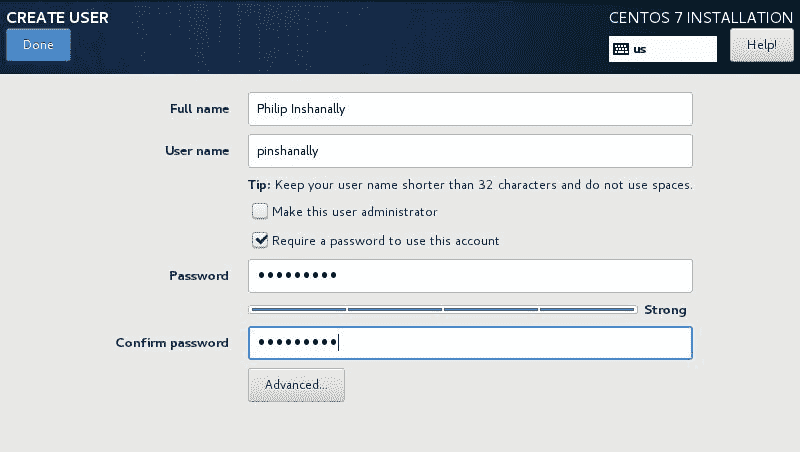 CREATE USER
CENTOS 7 INSTALLATION
Done
us
Help!
Full name
Philip Inshanally
User name
pinshanally
Tip: Keep your user name shorter than 32 characters and do not use spaces.
Make this user administrator
Require a password to use this account
Password
•••••••••
Strong
Confirm password
•••••••••
Advanced...